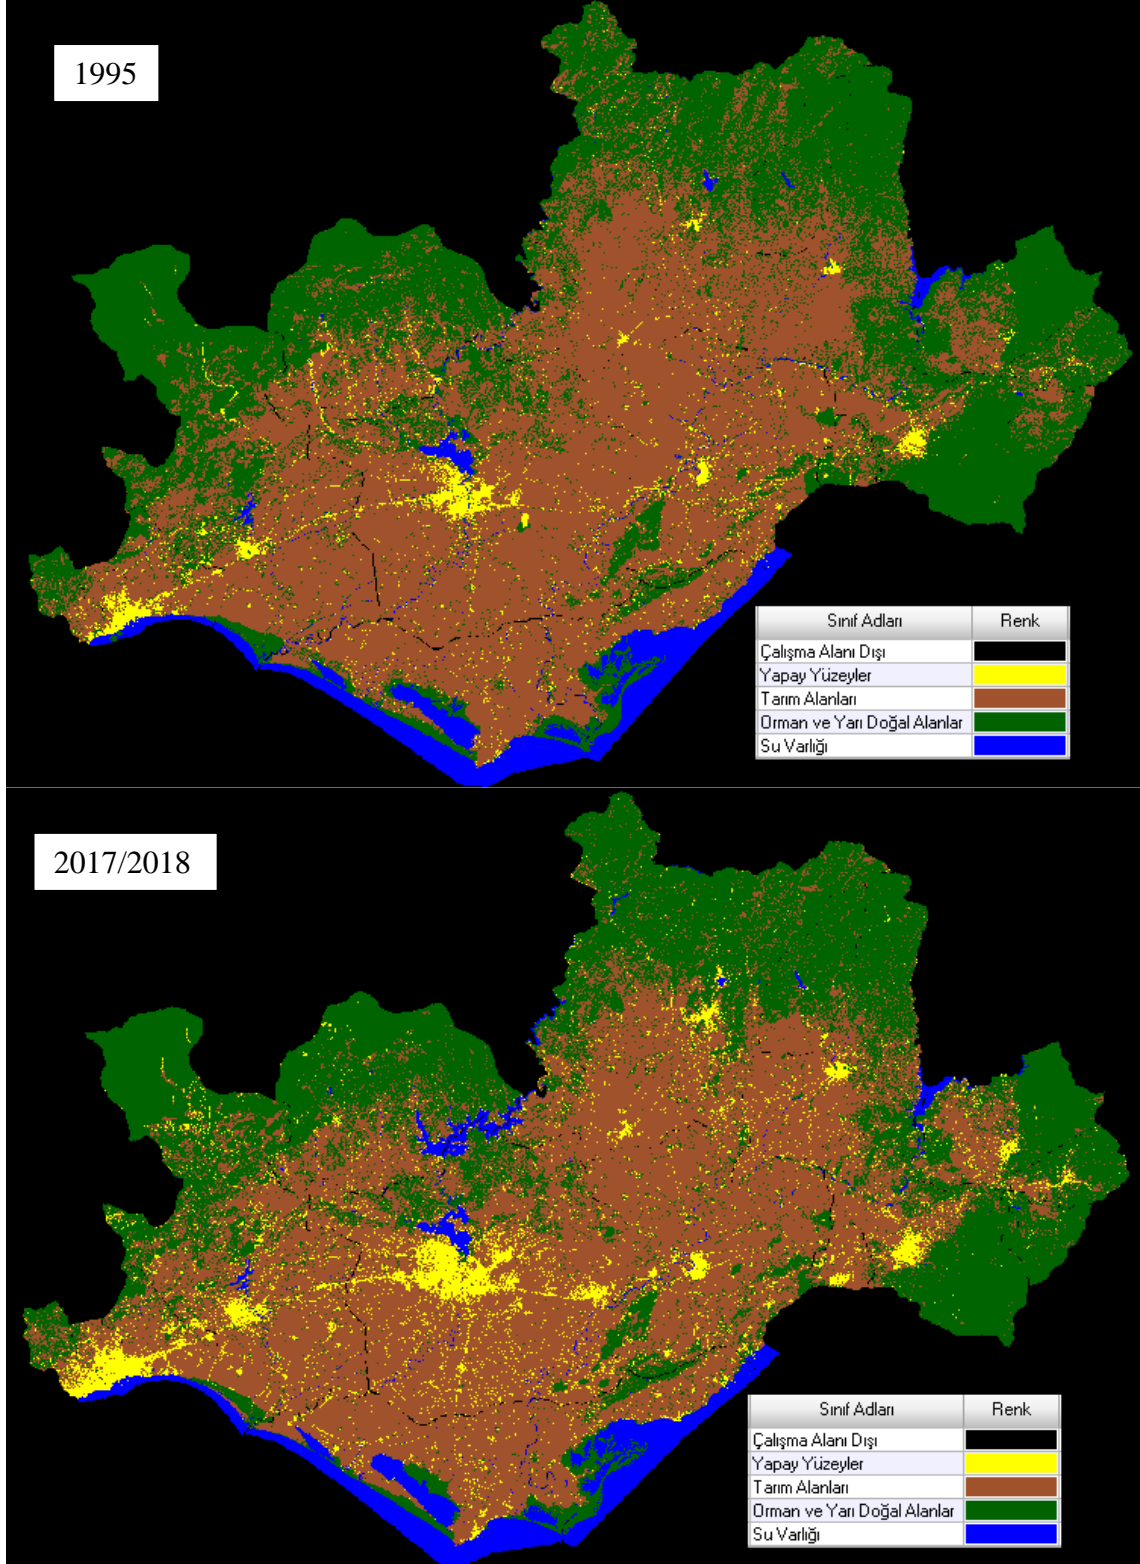 1995
Sınıf Adları Renk
Çalışma Alanı Dışı
Yapay Yüzeyler
Tarım Alanları
Orman ve Yarı Doğal Alanlar
Su Varlığı
2017/2018
Sınıf Adları Renk
Çalışma Alanı Dışı
Yapay Yüzeyler
Tarım Alanları
Orman ve Yarı Doğal Alanlar
Su Varlığı